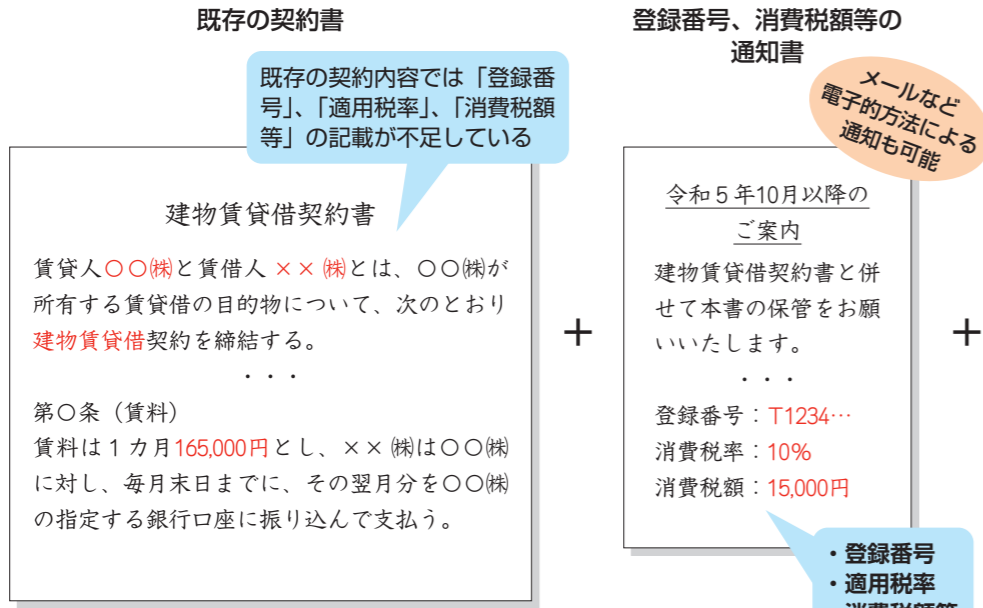 既存の契約書
既存の契約内容では「登録番
号」、「適用税率」、「消費税額
等」の記載が不足している
建物賃貸借契約書
賃貸人〇〇㈱と賃借人××㈱とは、〇〇㈱が
所有する賃貸借の目的物について、次のとおり
建物賃貸借契約を締結する。
・・・
第〇条（賃料）
賃料は1カ月165,000円とし、××㈱は〇〇㈱
に対し、毎月末日までに、その翌月分を〇〇㈱
の指定する銀行口座に振り込んで支払う。
+
登録番号、消費税額等の
通知書
メールなど
電子的方法による
通知も可能
令和5年10月以降の
ご案内
建物賃貸借契約書と併
せて本書の保管をお願
いいたします。
・・・
登録番号：T1234…
消費税率：10%
消費税額：15,000円
・登録番号
・適用税率
・消費税額等
+